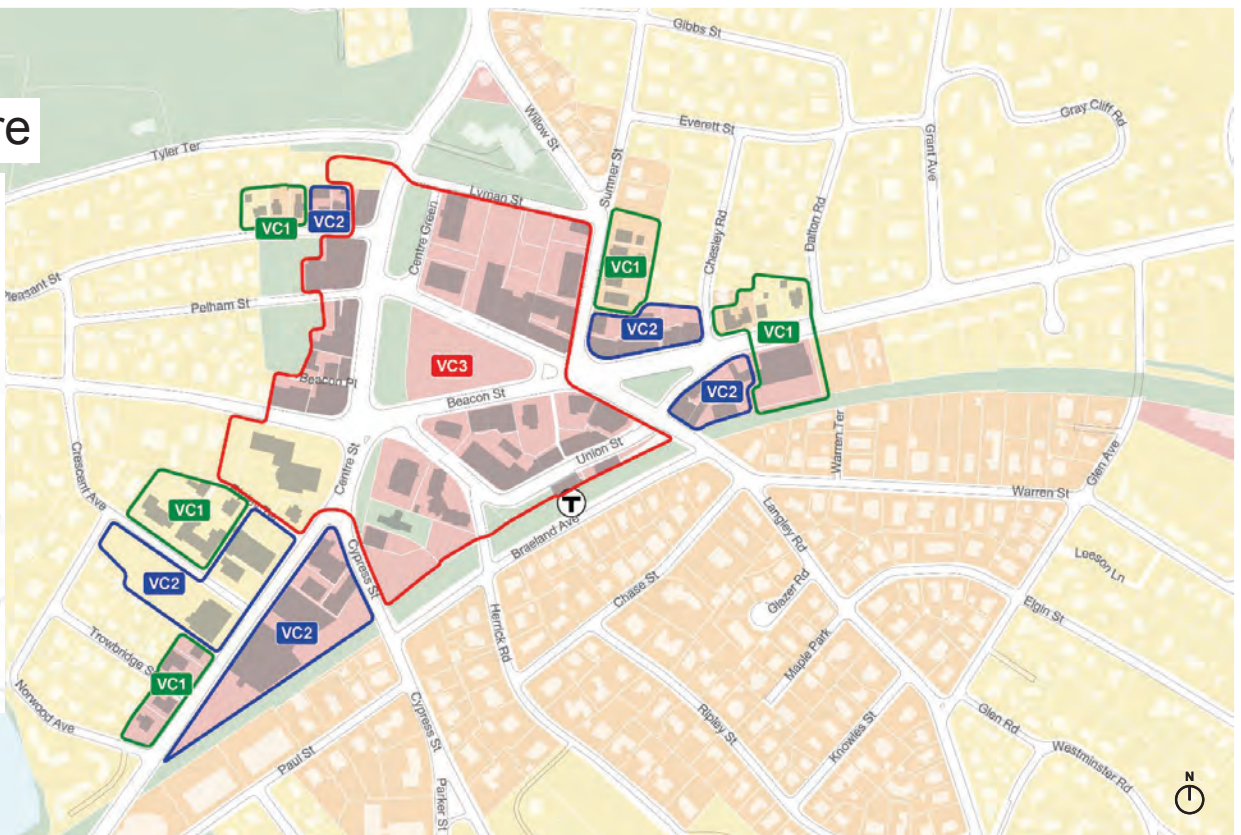 re
Gibbs St
Willow St
Gray Cliff Rd
Everett St
Sumner St
Grant Ave
Tyler Ter
Lyman St
Chesley Rd
Dalton Rd
VC1
VC2
Centre Green
VC1
Pleasant St
Pelham St
VC2
VC1
VC3
Beacon Pl
Beacon St
VC2
Union St
Centre St
Warren Ter
Glen Ave
Crescent Ave
T
Warren St
VC1
Braeland Ave
Langley Rd
Cypress St
Leeson Ln
VC2
Chase St
Glazer Rd
Elgin St
VC2
Herrick Rd
Trowbridge S
Maple Park
VC1
Norwood Ave
Cypress St
Ripley St
Knowles St
Glen Rd
Westminster Rd
Paul St
Parker St
N